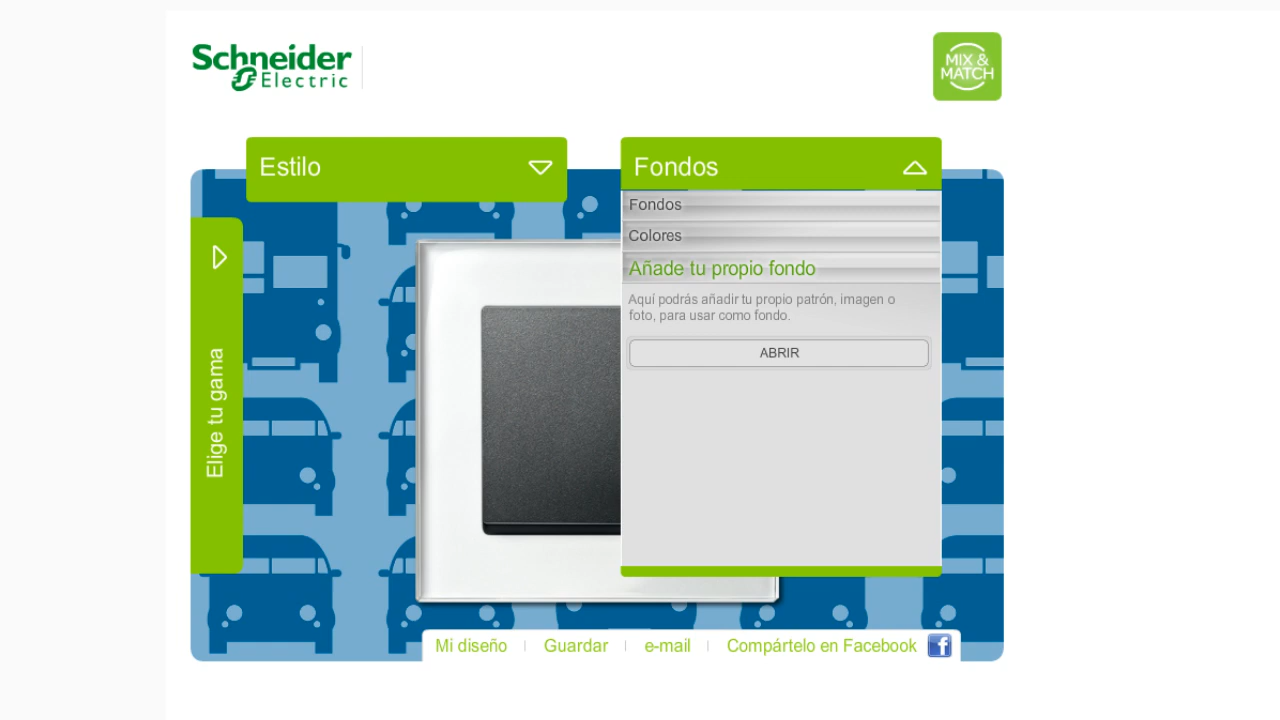 Schneider
Electric
MIX &
MATCH
Estilo
Fondos
Fondos
Colores
Añade tu propio fondo
Aquí podrás añadir tu propio patrón, imagen o
foto, para usar como fondo.
ABRIR
Elige tu gama
Mi diseño
Guardar
e-mail
Compártelo en Facebook
f